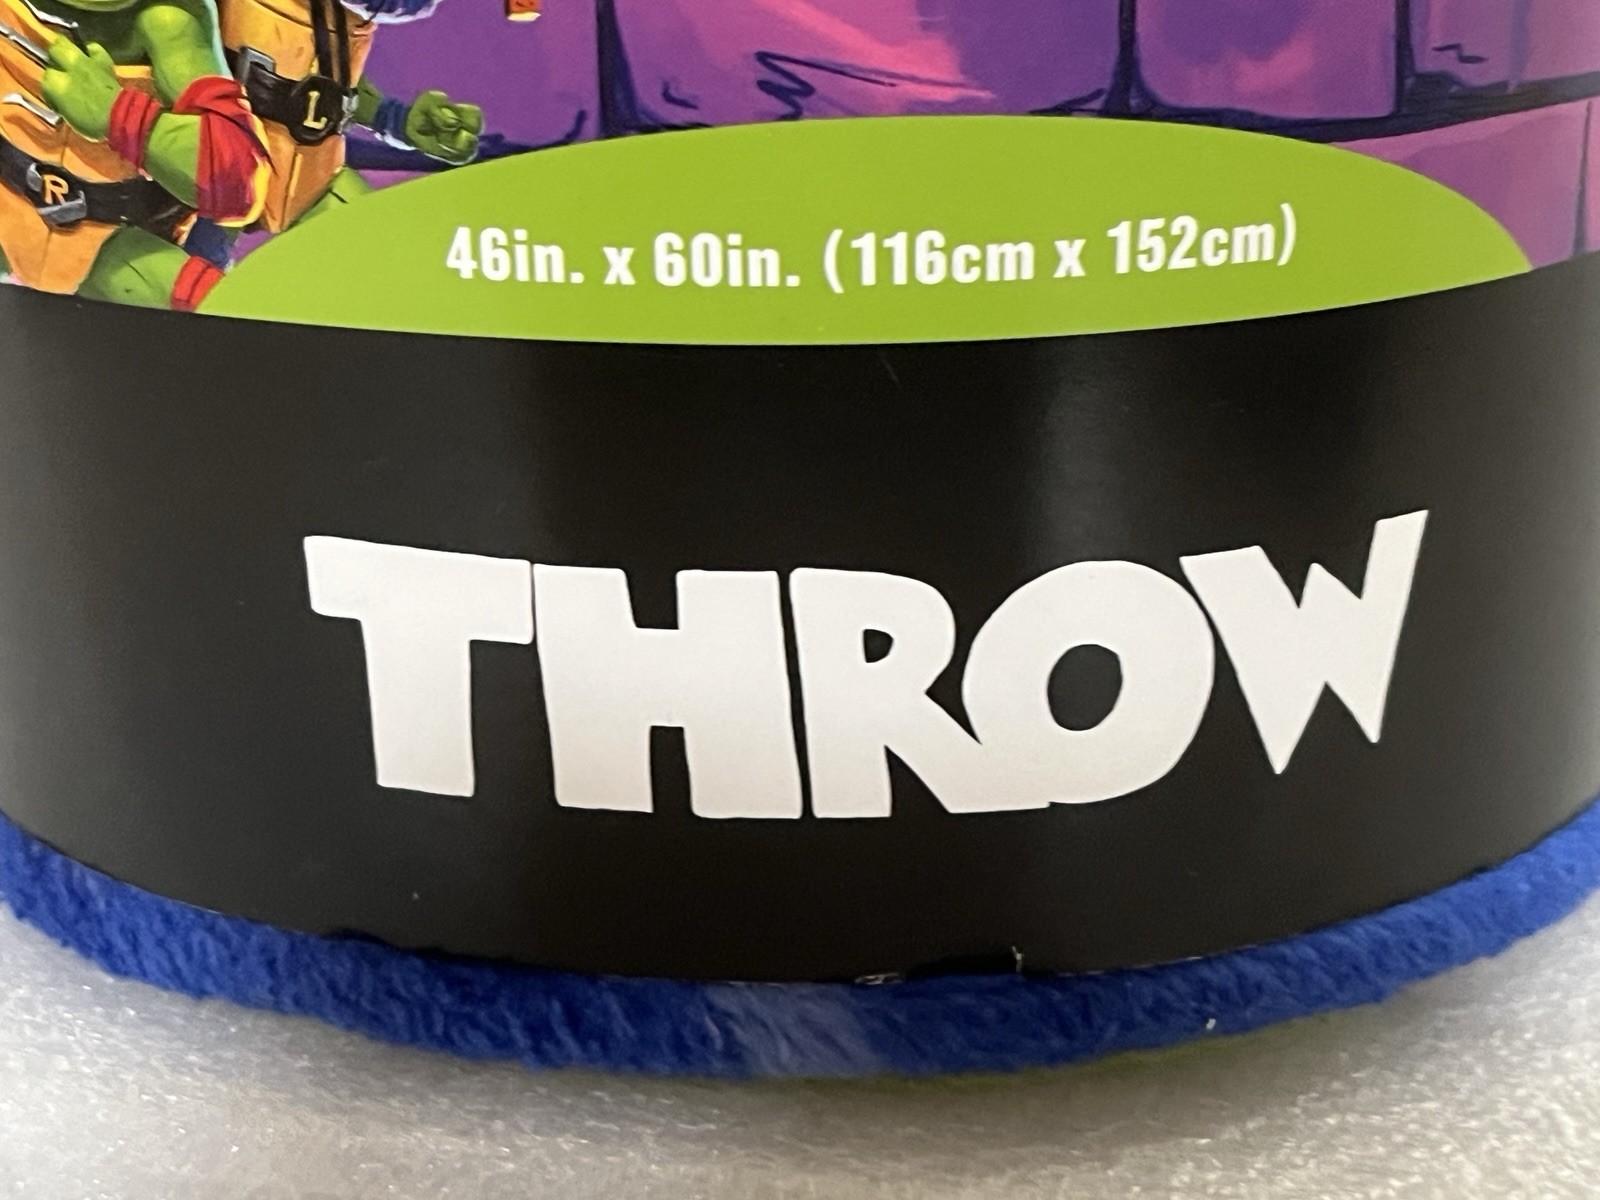 L
R
46in. x 60in. (116cm x 152cm)
THROW